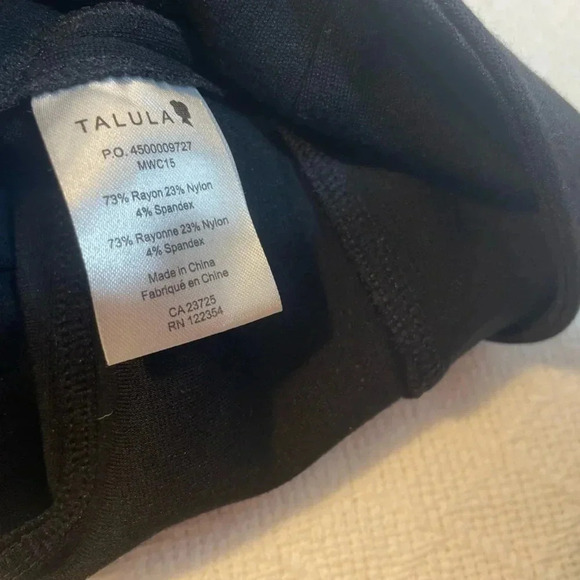 TALULA
P.O. 4500009727
MWC15
73% Rayon 23% Nylon
4% Spandex
73% Rayonne 23% Nylon
4% Spandex
Made in China
Fabriqué en Chine
CA 23725
RN 122354